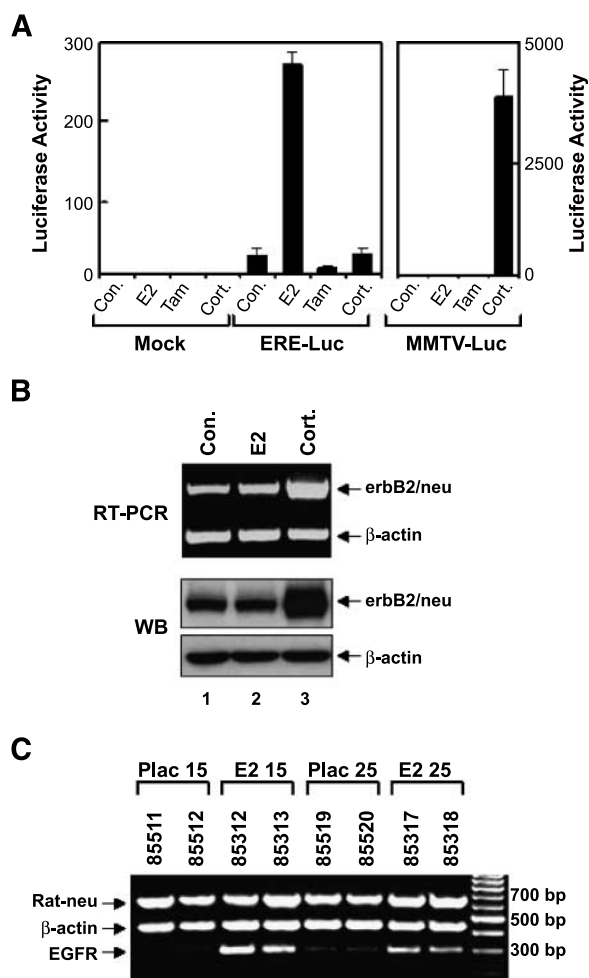 A
300
200
100
0
Luciferase Activity
5000
2500
0
Luciferase Activity
Con. E2 Tam Cort. Con. E2 Tam Cort. Con. E2 Tam Cort.
Mock ERE-Luc MMTV-Luc
B
Con. E2 Cort.
RT-PCR
erbB2/neu
β-actin
WB
erbB2/neu
β-actin
1 2 3
C
Plac 15 E2 15 Plac 25 E2 25
85511 85512 85312 85313 85519 85520 85317 85318
Rat-neu
β-actin
EGFR
700 bp
500 bp
300 bp